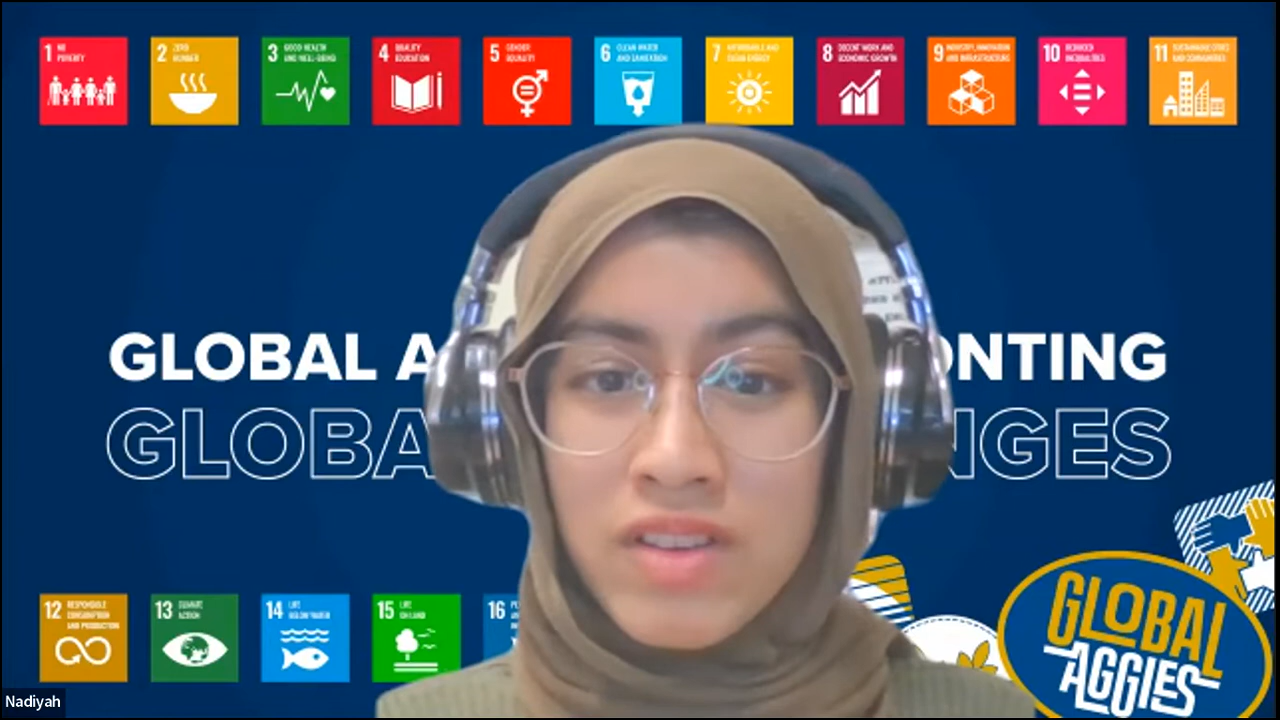 1 NO
POVERTY
2 ZERO
HUNGER
3 GOOD HEALTH
AND WELL-BEING
4 QUALITY
EDUCATION
5 GENDER
EQUALITY
6 CLEAN WATER
AND SANITATION
7 AFFORDABLE AND
CLEAN ENERGY
8 DECENT WORK AND
ECONOMIC GROWTH
9 INDUSTRY, INNOVATION
AND INFRASTRUCTURE
10 REDUCED
INEQUALITIES
11 SUSTAINABLE CITIES
AND COMMUNITIES
GLOBAL A
ONTING
GLOBA
NGES
12 RESPONSIBLE
CONSUMPTION
AND PRODUCTION
13 CLIMATE
ACTION
14 LIFE
BELOW WATER
15 LIFE
ON LAND
16
GLOBAL
AGGIES
Nadiyah